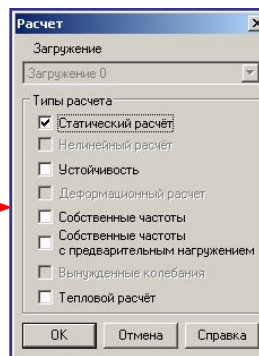 Расчет
Загружение
Загружение 0
Типы расчета
Статический расчёт
Нелинейный расчёт
Устойчивость
Деформационный расчет
Собственные частоты
Собственные частоты
с предварительным нагружением
Вынужденные колебания
Тепловой расчёт
OK Отмена Справка